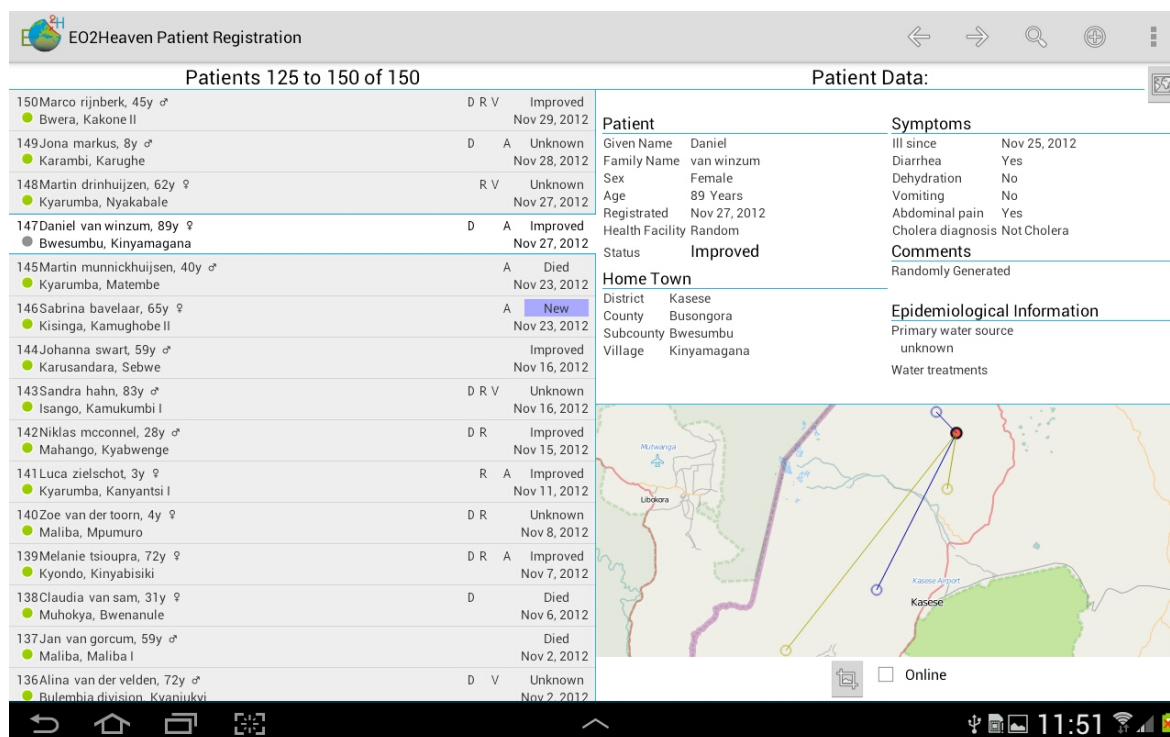 EO2H
EO2Heaven Patient Registration
Patients 125 to 150 of 150
150 Marco rijnberk, 45y ♂ D R V Improved
Bwera, Kakone II Nov 29, 2012
149 Jona markus, 8y ♂ D A Unknown
Karambi, Karughe Nov 28, 2012
148 Martin drinhuijzen, 62y ♀ R V Unknown
Kyarumba, Nyakabale Nov 27, 2012
147 Daniel van winzum, 89y ♀ D A Improved
Bwesumbu, Kinyamagana Nov 27, 2012
145 Martin munnickhuijsen, 40y ♂ A Died
Kyarumba, Matembe Nov 23, 2012
146 Sabrina bavelaar, 65y ♀ A New
Kisinga, Kamughobe II Nov 23, 2012
144 Johanna swart, 59y ♂ Improved
Karusandara, Sebwe Nov 16, 2012
143 Sandra hahn, 83y ♂ D R V Unknown
Isango, Kamukumbi I Nov 16, 2012
142 Niklas mcconnel, 28y ♂ D R Improved
Mahango, Kyabwenge Nov 15, 2012
141 Luca zielschot, 3y ♀ R A Improved
Kyarumba, Kanyantsi I Nov 11, 2012
140 Zoe van der toorn, 4y ♀ D R Unknown
Maliba, Mpumuro Nov 8, 2012
139 Melanie tsioupra, 72y ♀ D R A Improved
Kyondo, Kinyabisiki Nov 7, 2012
138 Claudia van sam, 31y ♀ D Died
Muhokya, Bwenanule Nov 6, 2012
137 Jan van gorcum, 59y ♂ Died
Maliba, Maliba I Nov 2, 2012
136 Alina van der velden, 72y ♂ D V Unknown
Bulembia division, Kyanjukyi Nov 2, 2012
Patient Data:
Patient
Given Name Daniel
Family Name van winzum
Sex Female
Age 89 Years
Registered Nov 27, 2012
Health Facility Random
Status Improved
Home Town
District Kasese
County Busongora
Subcounty Bwesumbu
Village Kinyamagana
Symptoms
Ill since Nov 25, 2012
Diarrhea Yes
Dehydration No
Vomiting No
Abdominal pain Yes
Cholera diagnosis Not Cholera
Comments
Randomly Generated
Epidemiological Information
Primary water source
unknown
Water treatments
Mutwanga
Libokora
Kasese Airport
Kasese
Online
11:51